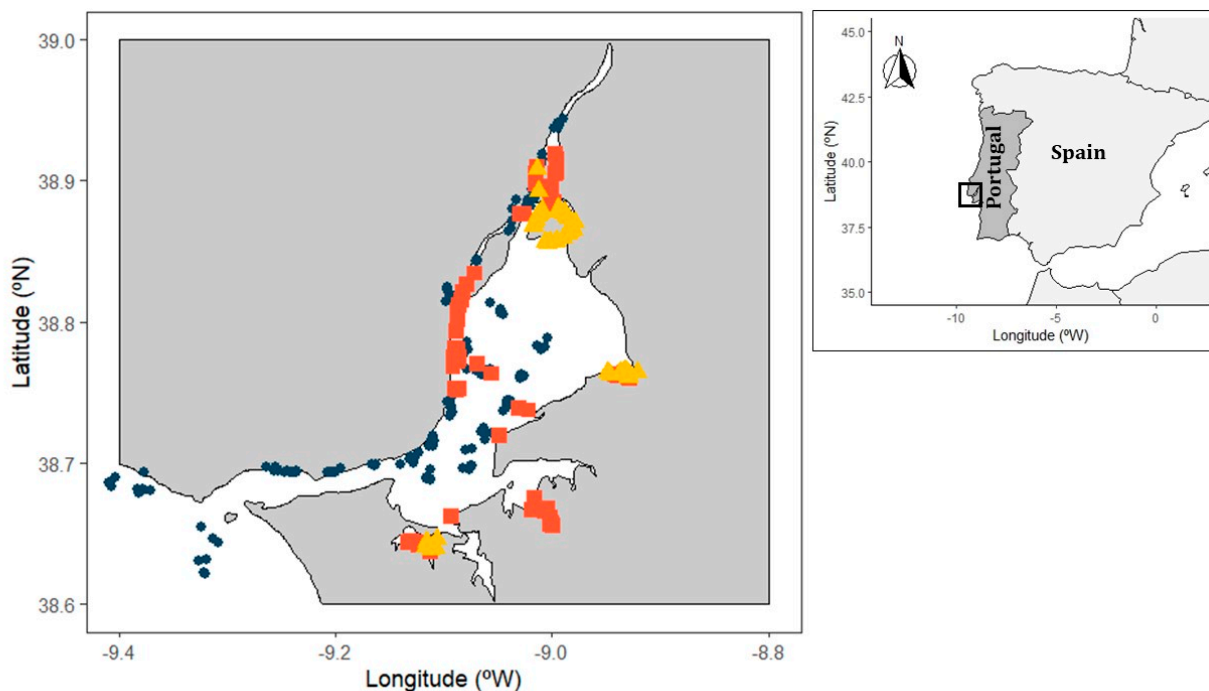 39.0
38.9
38.8
38.7
38.6
Latitude (ºN)
-9.4
-9.2
-9.0
-8.8
Longitude (ºW)
45.0
42.5
40.0
37.5
35.0
Latitude (ºN)
N
Portugal
Spain
-10
-5
0
Longitude (ºW)